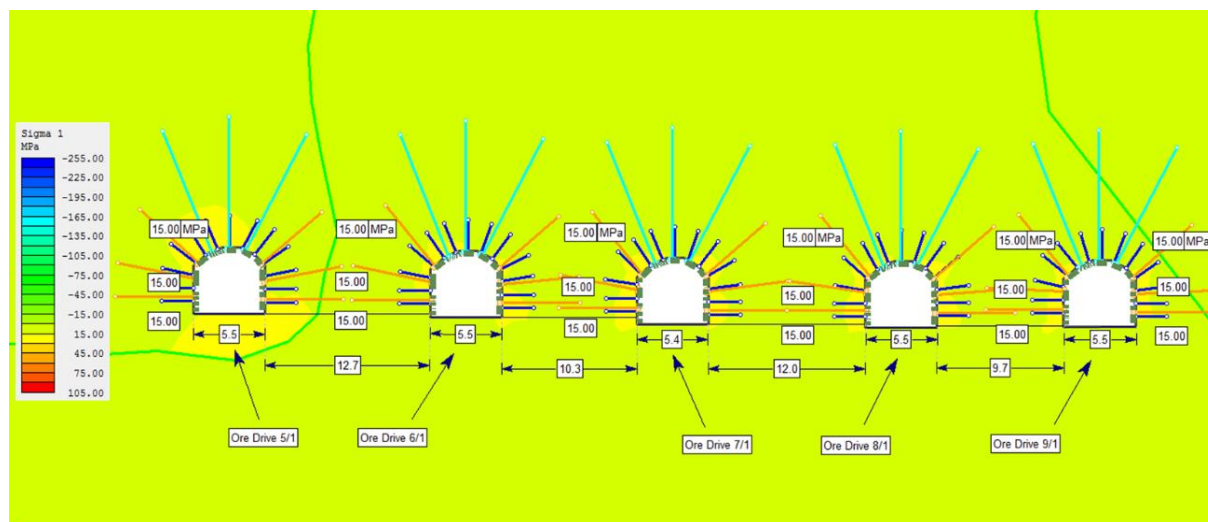 Sigma 1
MPa
-255.00
-225.00
-195.00
-165.00
-135.00
-105.00
-75.00
-45.00
-15.00
15.00
45.00
75.00
105.00
15.00 MPa
15.00 MPa
15.00 MPa
15.00 MPa
15.00 MPa
15.00 MPa
15.00
15.00
15.00
15.00
15.00
15.00
15.00
15.00
15.00
15.00
15.00
15.00
5.5
5.5
5.4
5.5
5.5
12.7
10.3
12.0
9.7
Ore Drive 5/1
Ore Drive 6/1
Ore Drive 7/1
Ore Drive 8/1
Ore Drive 9/1